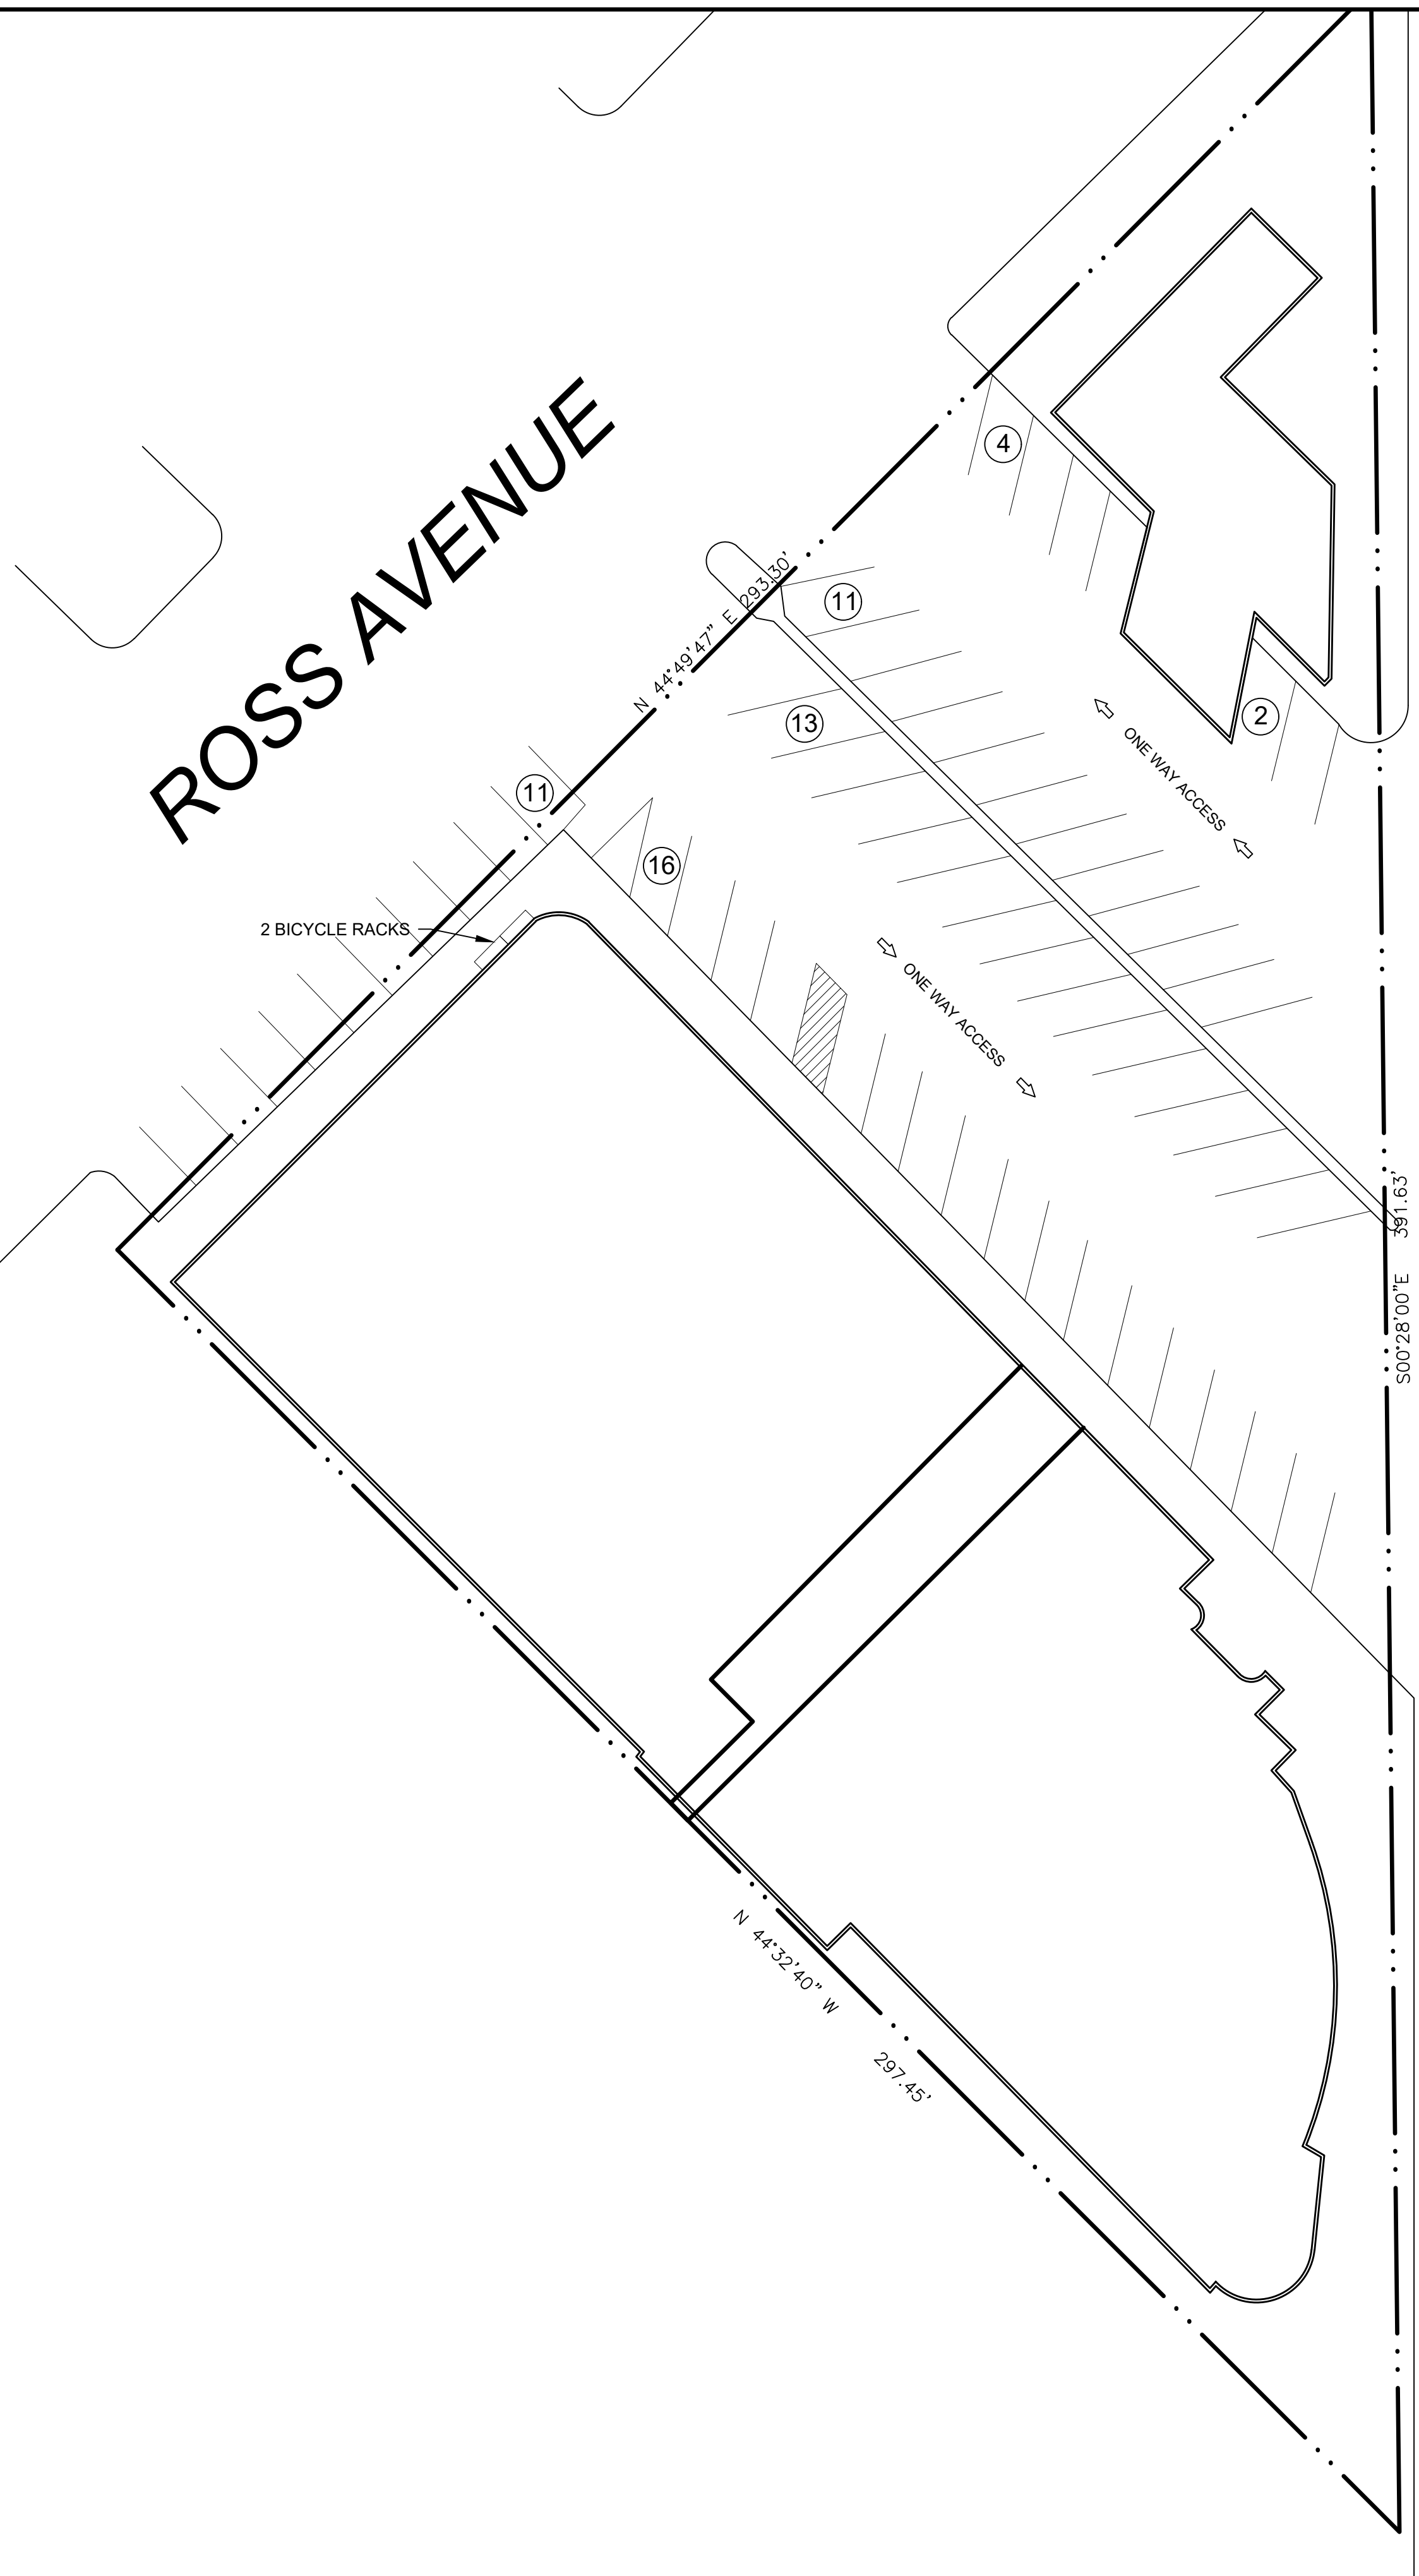 ROSS AVENUE
4
N 44°49'47" E 293.30'
11
13
2
ONE WAY ACCESS
11
16
2 BICYCLE RACKS
ONE WAY ACCESS
S00°28'00"E 391.63'
N 44°32'40" W 297.45'